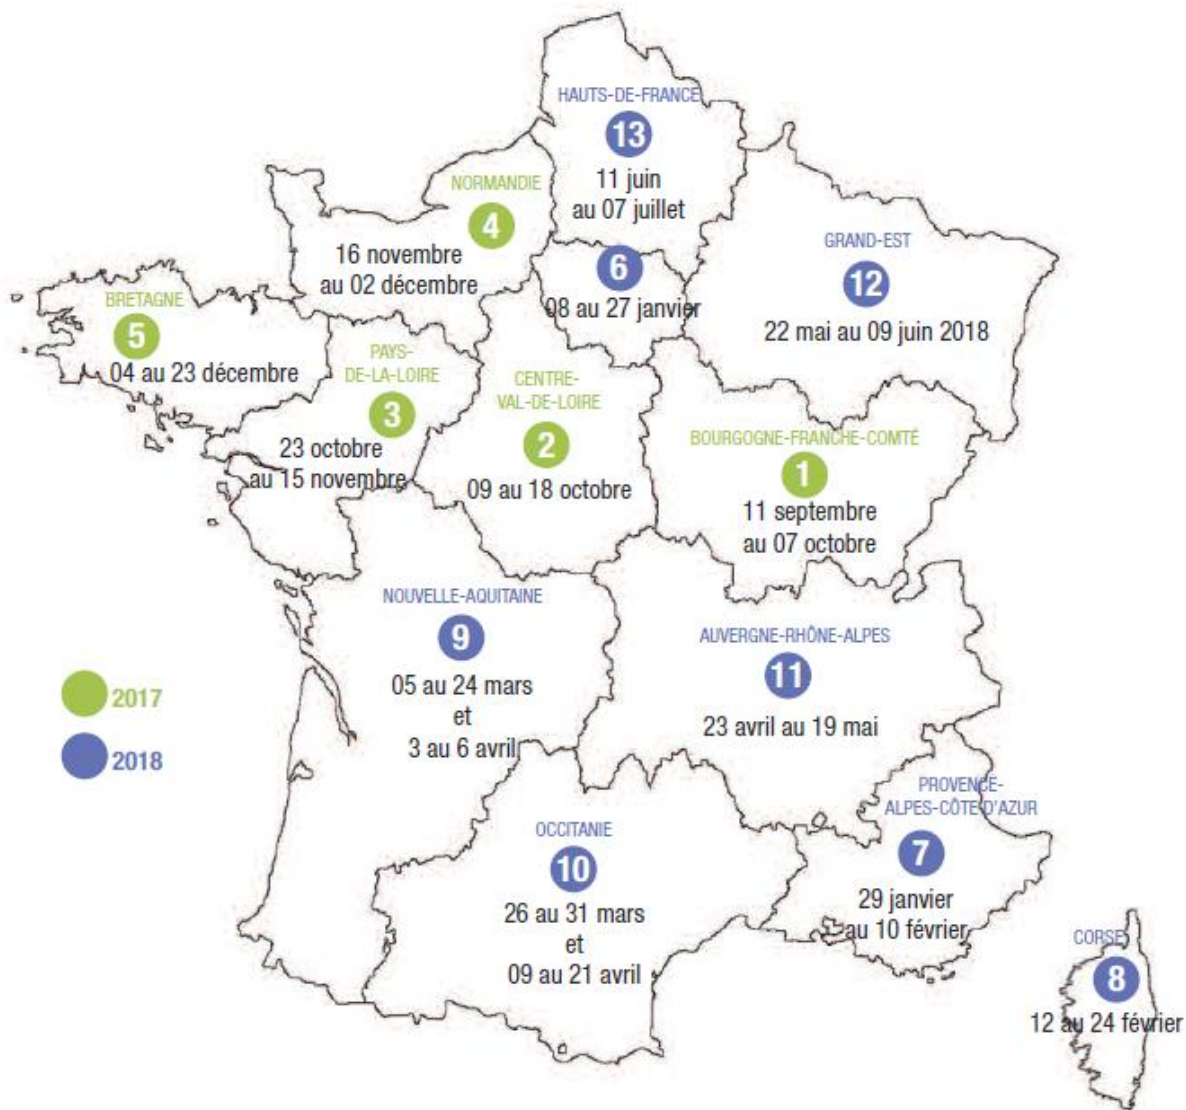 HAUTS-DE-FRANCE
13
11 juin
au 07 juillet
NORMANDIE
4
16 novembre
au 02 décembre
6
08 au 27 janvier
GRAND-EST
12
22 mai au 09 juin 2018
BRETAGNE
5
04 au 23 décembre
PAYS-
DE-LA-LOIRE
3
23 octobre
au 15 novembre
CENTRE-
VAL-DE-LOIRE
2
09 au 18 octobre
BOURGOGNE-FRANCHE-COMTÉ
1
11 septembre
au 07 octobre
NOUVELLE-AQUITAINE
9
05 au 24 mars
et
3 au 6 avril
AUVERGNE-RHÔNE-ALPES
11
23 avril au 19 mai
2017
2018
PROVENCE-
ALPES-CÔTE D'AZUR
7
29 janvier
au 10 février
OCCITANIE
10
26 au 31 mars
et
09 au 21 avril
CORSE
8
12 au 24 février